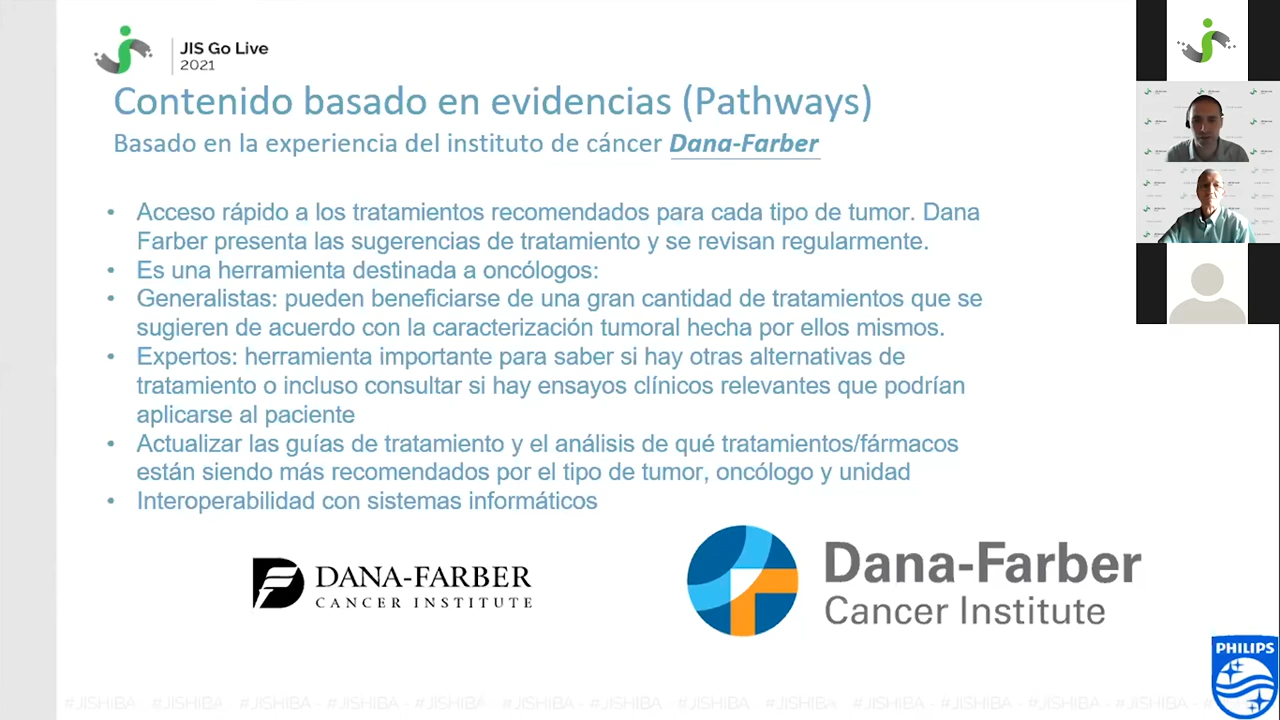 JIS Go Live
2021
Contenido basado en evidencias (Pathways)
Basado en la experiencia del instituto de cáncer Dana-Farber
• Acceso rápido a los tratamientos recomendados para cada tipo de tumor. Dana
Farber presenta las sugerencias de tratamiento y se revisan regularmente.
• Es una herramienta destinada a oncólogos:
• Generalistas: pueden beneficiarse de una gran cantidad de tratamientos que se
sugieren de acuerdo con la caracterización tumoral hecha por ellos mismos.
• Expertos: herramienta importante para saber si hay otras alternativas de
tratamiento o incluso consultar si hay ensayos clínicos relevantes que podrían
aplicarse al paciente
• Actualizar las guías de tratamiento y el análisis de qué tratamientos/fármacos
están siendo más recomendados por el tipo de tumor, oncólogo y unidad
• Interoperabilidad con sistemas informáticos
DANA-FARBER
CANCER INSTITUTE
Dana-Farber
Cancer Institute
PHILIPS
#JISHIBA - #JISHIBA - #JISHIBA - #JISHIBA - #JISHIBA - #JISHIBA - #JISHIBA - #JISHIBA - #JISHIBA - #JISHIBA - #JISHIBA - #JISHIBA - #JISHIBA